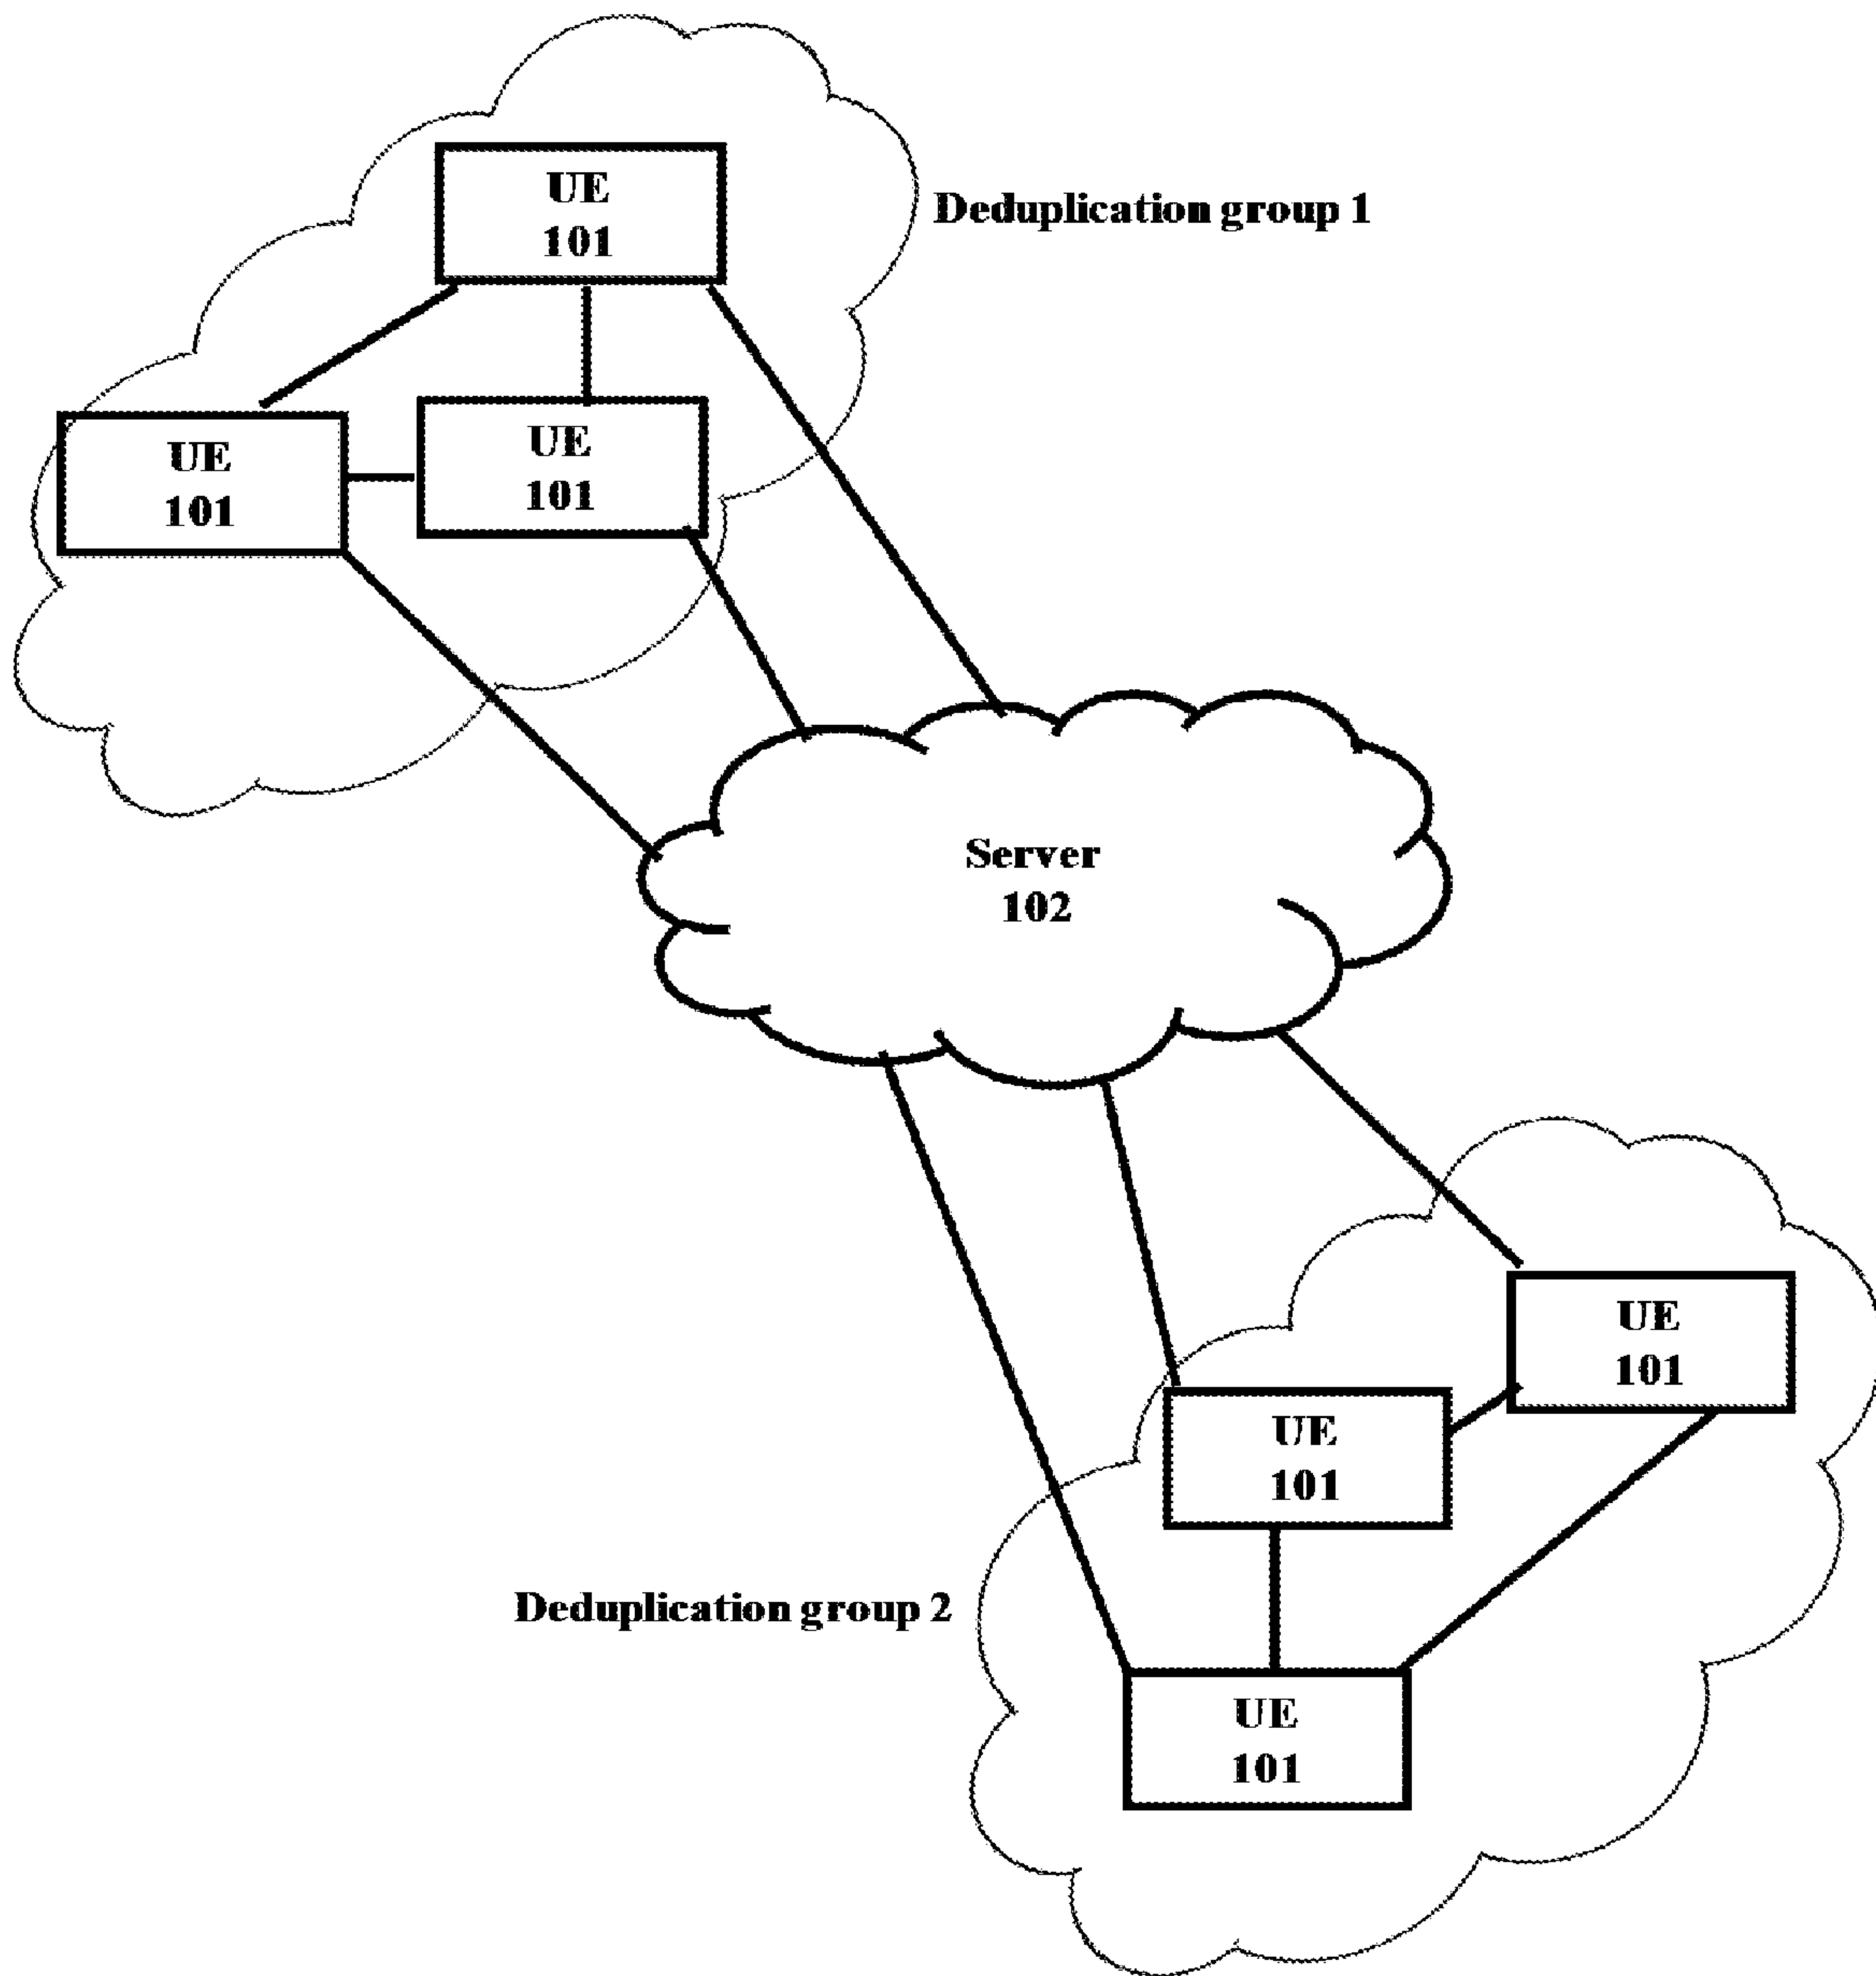 UE
101
Deduplication group 1
UE
101
UE
101
Server
102
UE
101
UE
101
Deduplication group 2
UE
101